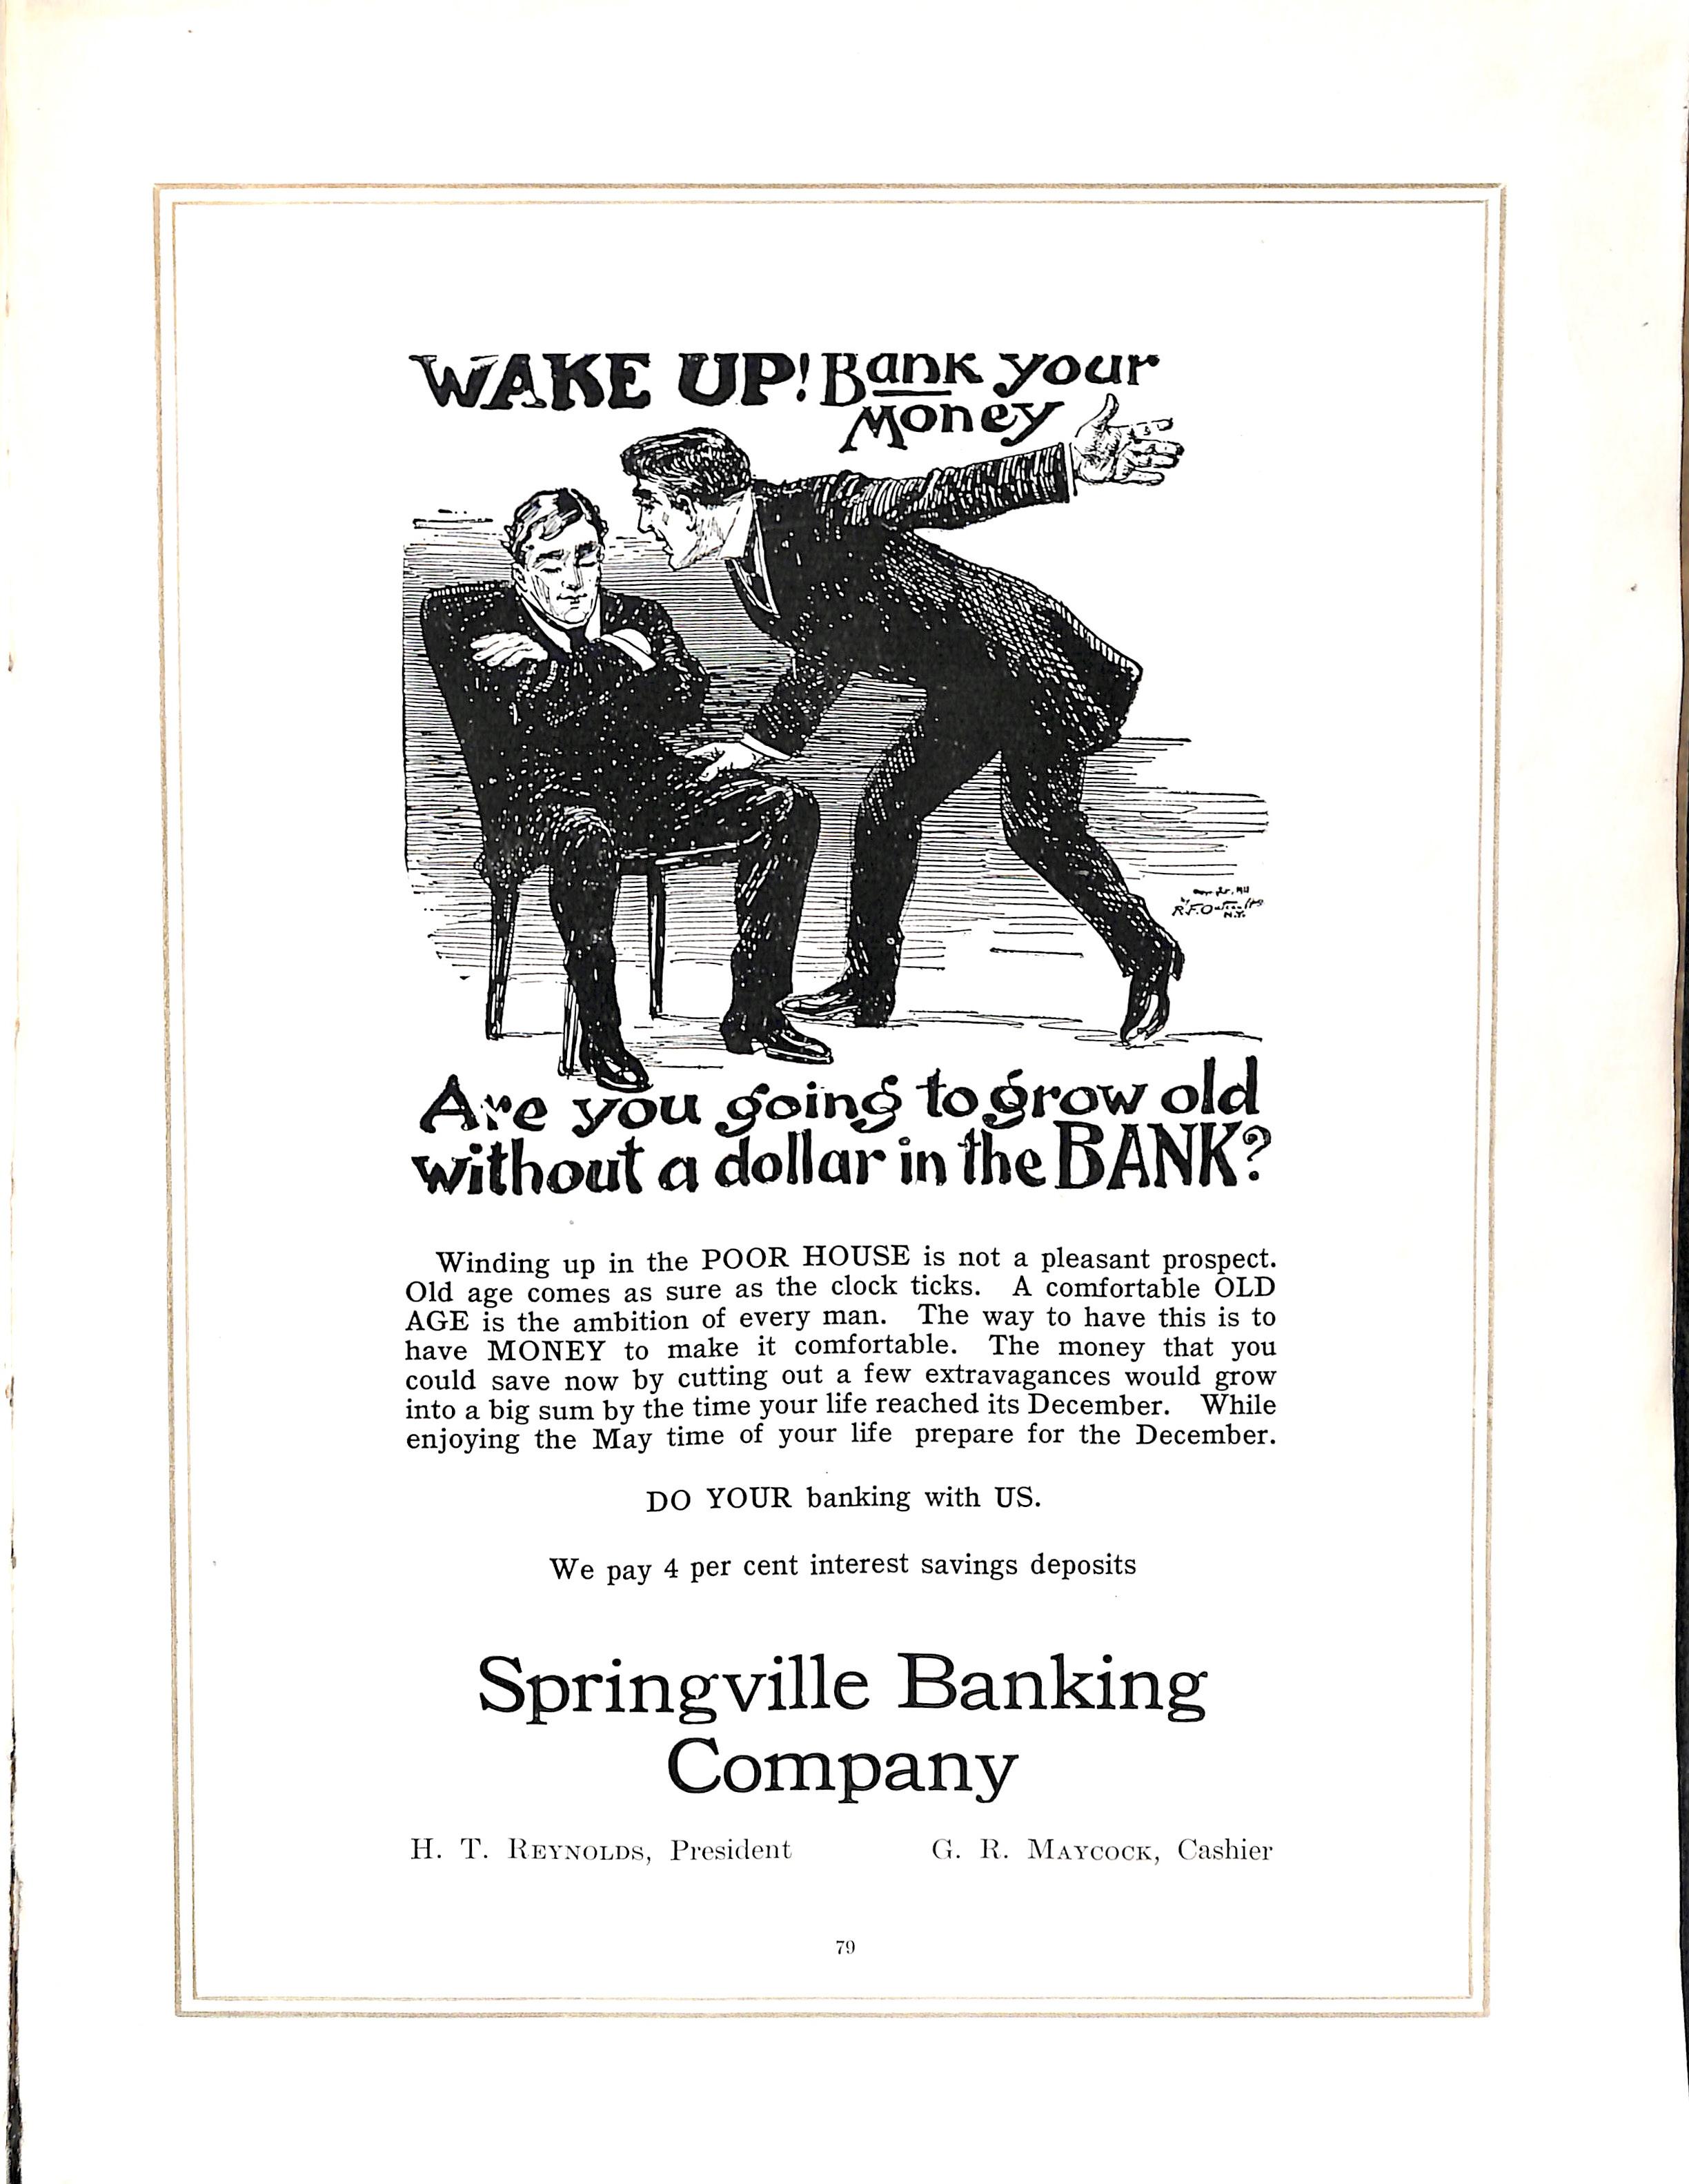 WAKE UP! Bank your
Money
R.F. Outcault
N.Y.
Are you going to grow old
without a dollar in the BANK?
Winding up in the POOR HOUSE is not a pleasant prospect.
Old age comes as sure as the clock ticks. A comfortable OLD
AGE is the ambition of every man. The way to have this is to
have MONEY to make it comfortable. The money that you
could save now by cutting out a few extravagances would grow
into a big sum by the time your life reached its December. While
enjoying the May time of your life prepare for the December.
DO YOUR banking with US.
We pay 4 per cent interest savings deposits
Springville Banking
Company
H. T. REYNOLDS, President G. R. MAYCOCK, Cashier
79